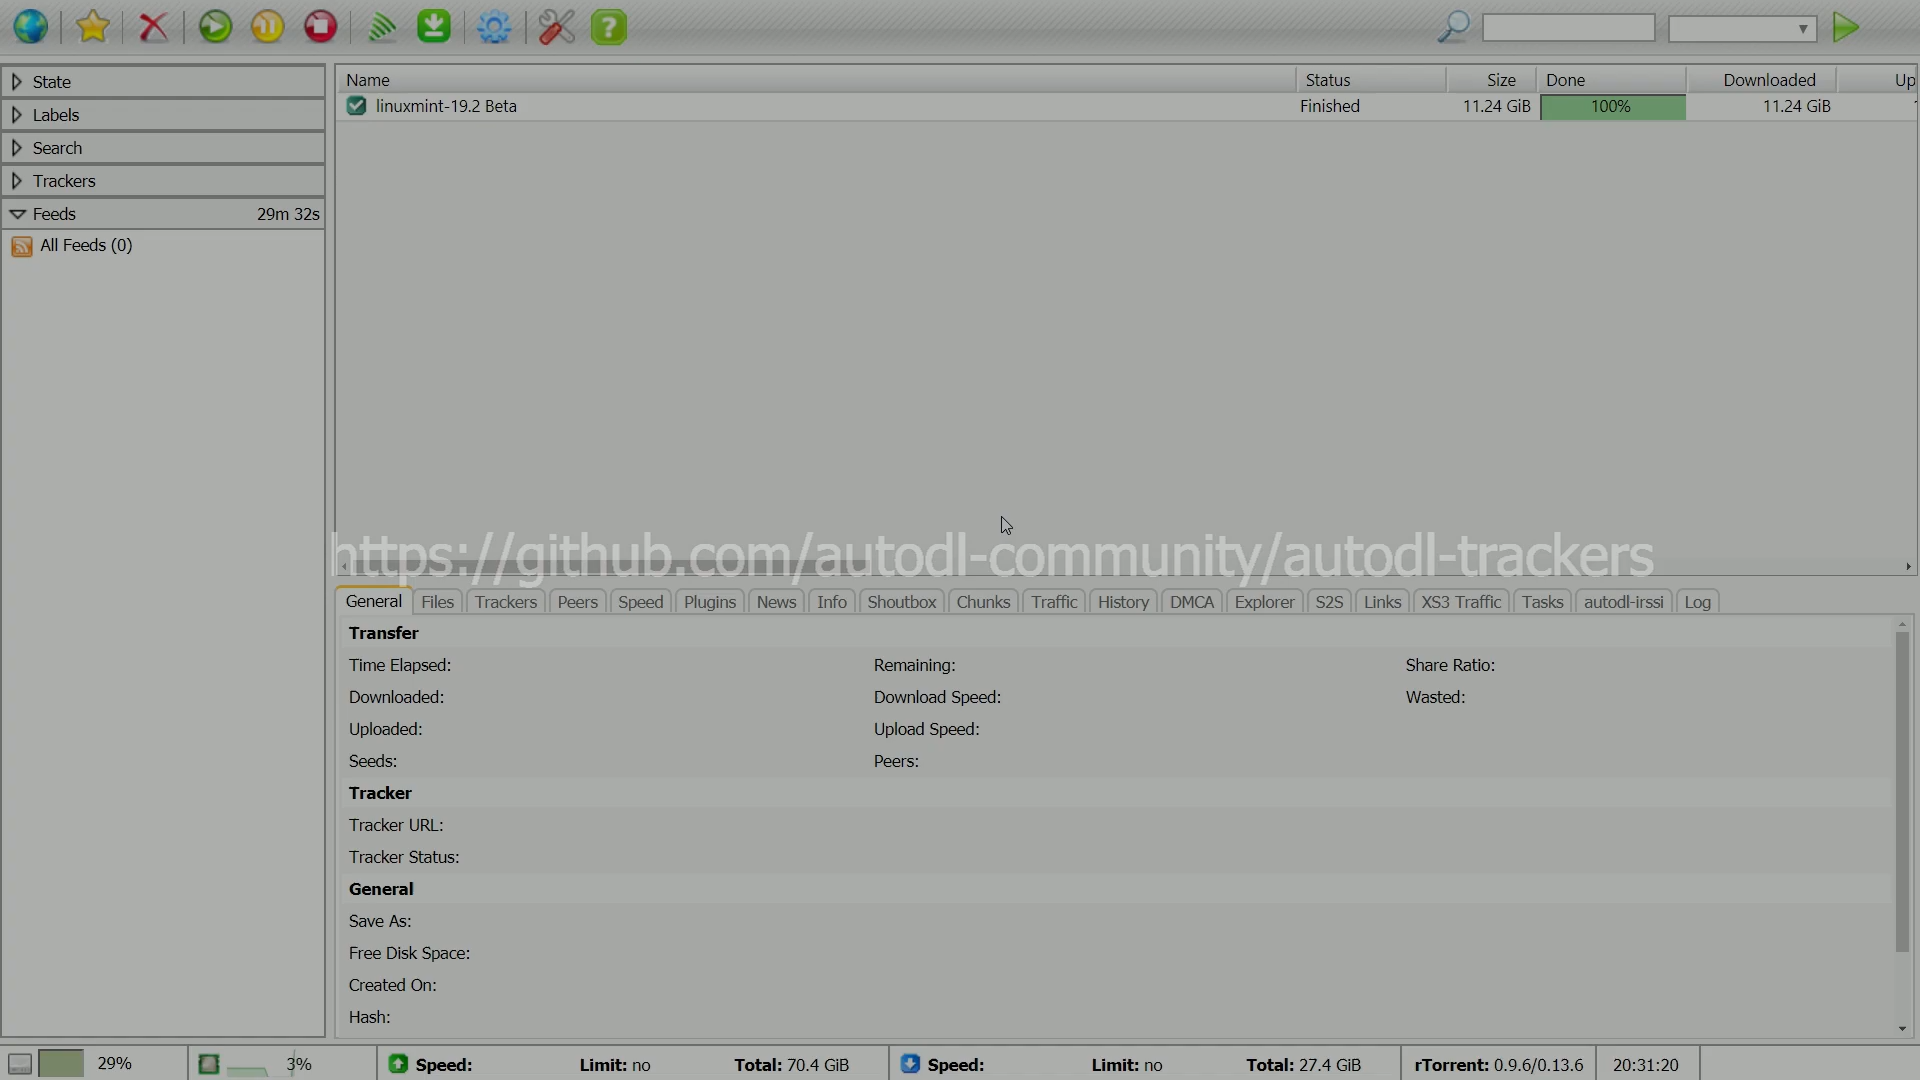 State
Labels
Search
Trackers
Feeds 29m 32s
All Feeds (0)
Name Status Size Done Downloaded Up
linuxmint-19.2 Beta Finished 11.24 GiB 100% 11.24 GiB
https://github.com/autodl-community/autodl-trackers
General Files Trackers Peers Speed Plugins News Info Shoutbox Chunks Traffic History DMCA Explorer S2S Links XS3 Traffic Tasks autodl-irssi Log
Transfer
Time Elapsed: Remaining: Share Ratio:
Downloaded: Download Speed: Wasted:
Uploaded: Upload Speed:
Seeds: Peers:
Tracker
Tracker URL:
Tracker Status:
General
Save As:
Free Disk Space:
Created On:
Hash:
29% 3% Speed: Limit: no Total: 70.4 GiB Speed: Limit: no Total: 27.4 GiB rTorrent: 0.9.6/0.13.6 20:31:20